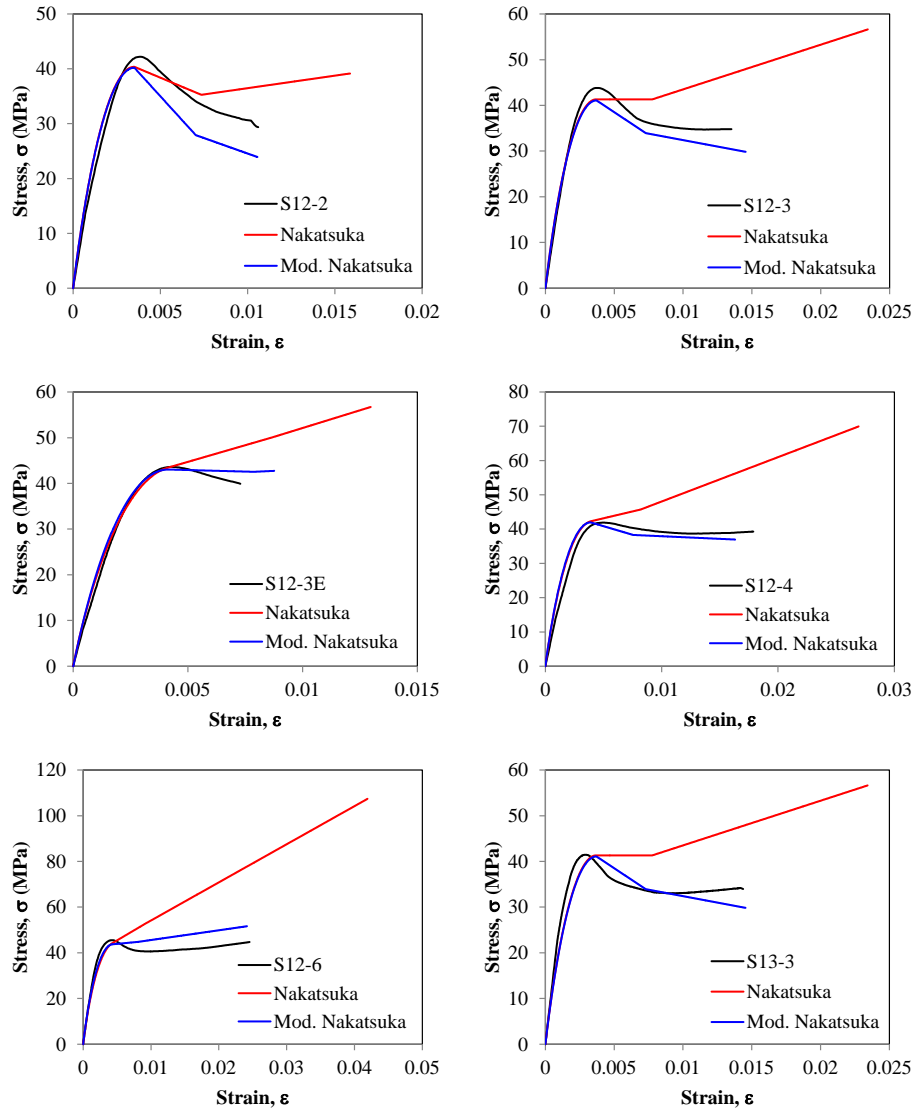 50
40
30
20
10
0
Stress, σ (MPa)
S12-2
Nakatsuka
Mod. Nakatsuka
0 0.005 0.01 0.015 0.02
Strain, ε
60
50
40
30
20
10
0
Stress, σ (MPa)
S12-3
Nakatsuka
Mod. Nakatsuka
0 0.005 0.01 0.015 0.02 0.025
Strain, ε
60
50
40
30
20
10
0
Stress, σ (MPa)
S12-3E
Nakatsuka
Mod. Nakatsuka
0 0.005 0.01 0.015
Strain, ε
80
70
60
50
40
30
20
10
0
Stress, σ (MPa)
S12-4
Nakatsuka
Mod. Nakatsuka
0 0.01 0.02 0.03
Strain, ε
120
100
80
60
40
20
0
Stress, σ (MPa)
S12-6
Nakatsuka
Mod. Nakatsuka
0 0.01 0.02 0.03 0.04 0.05
Strain, ε
60
50
40
30
20
10
0
Stress, σ (MPa)
S13-3
Nakatsuka
Mod. Nakatsuka
0 0.005 0.01 0.015 0.02 0.025
Strain, ε